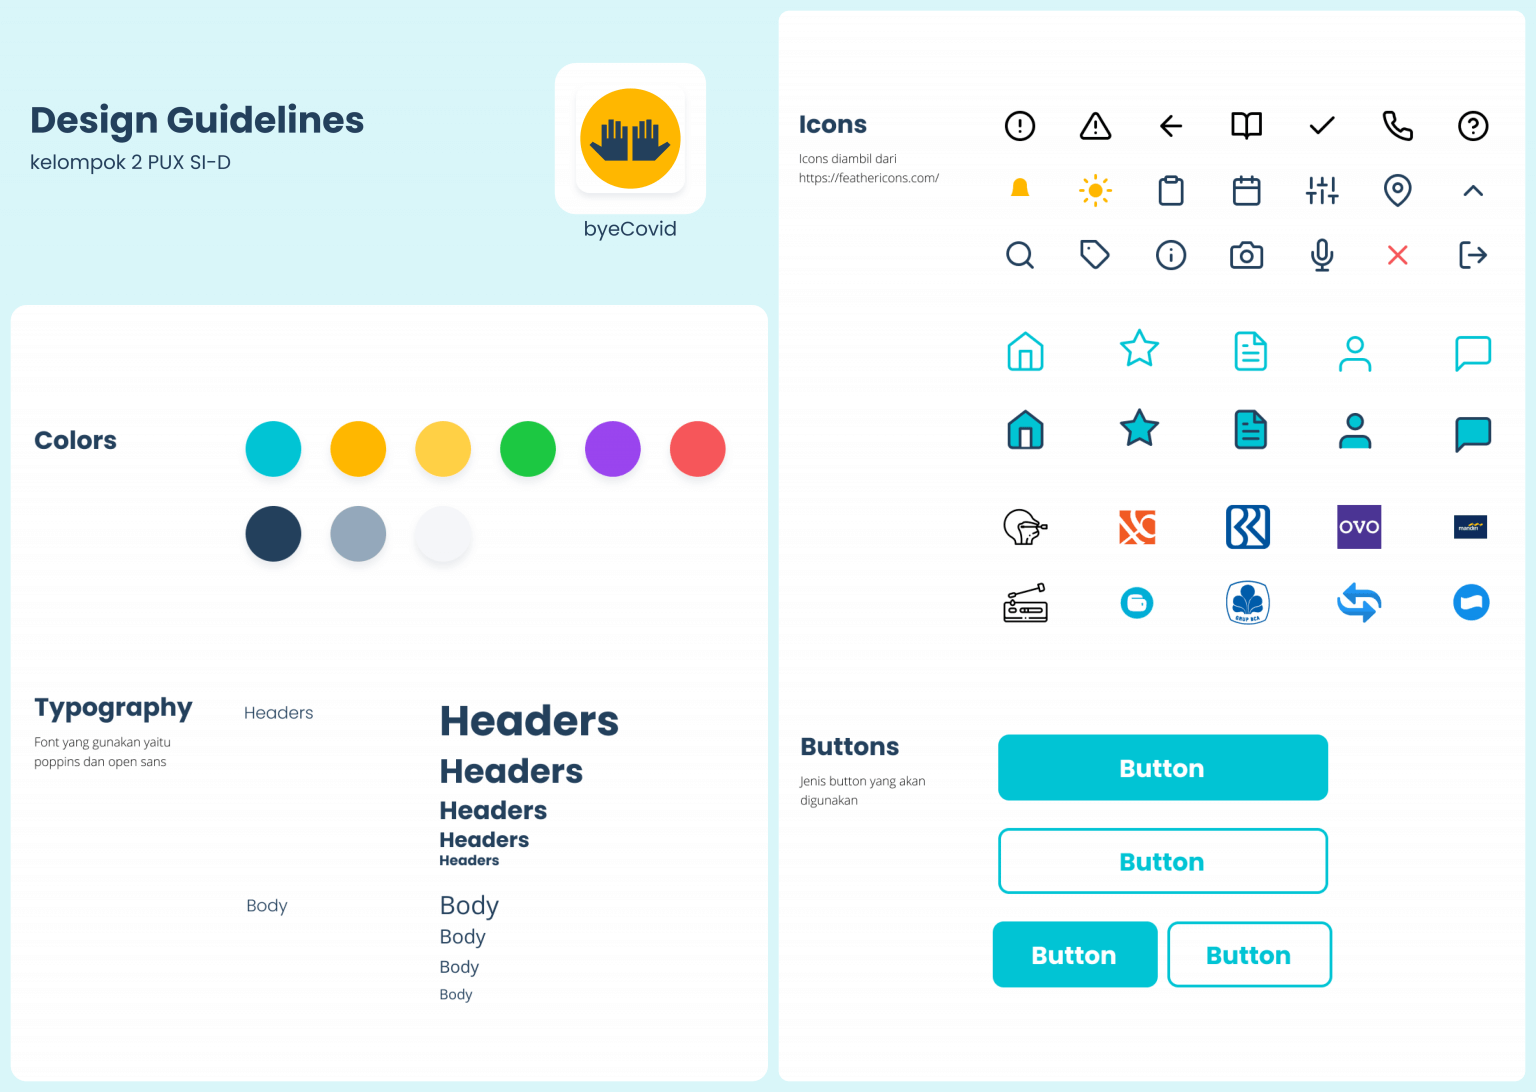 Design Guidelines
kelompok 2 PUX SI-D
byeCovid
Colors
Typography
Font yang gunakan yaitu
poppins dan open sans
Headers
Headers
Headers
Headers
Headers
Headers
Body
Body
Body
Body
Body
Icons
Icons diambil dari
https://feathericons.com/
OVO
mandiri
GRUP BCA
Buttons
Jenis button yang akan
digunakan
Button
Button
Button
Button